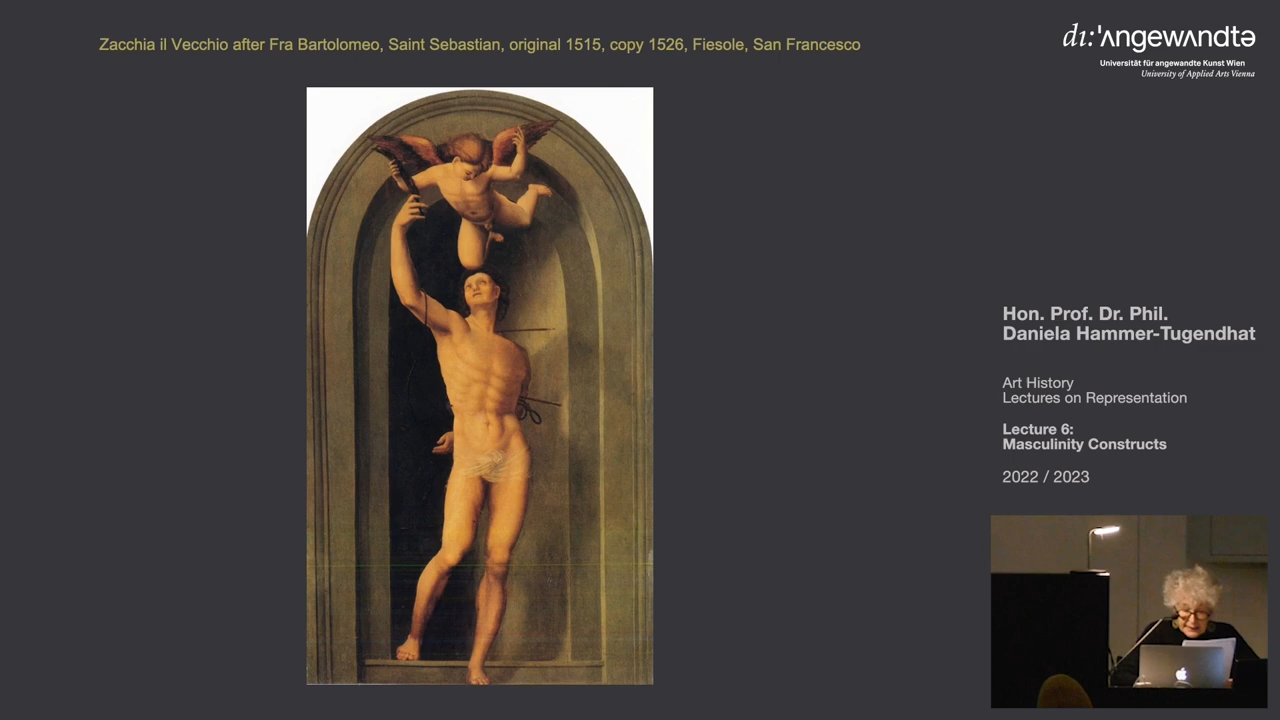 Zacchia il Vecchio after Fra Bartolomeo, Saint Sebastian, original 1515, copy 1526, Fiesole, San Francesco
dı:'ʌngewʌndtə
Universität für angewandte Kunst Wien
University of Applied Arts Vienna
Hon. Prof. Dr. Phil.
Daniela Hammer-Tugendhat
Art History
Lectures on Representation
Lecture 6:
Masculinity Constructs
2022 / 2023